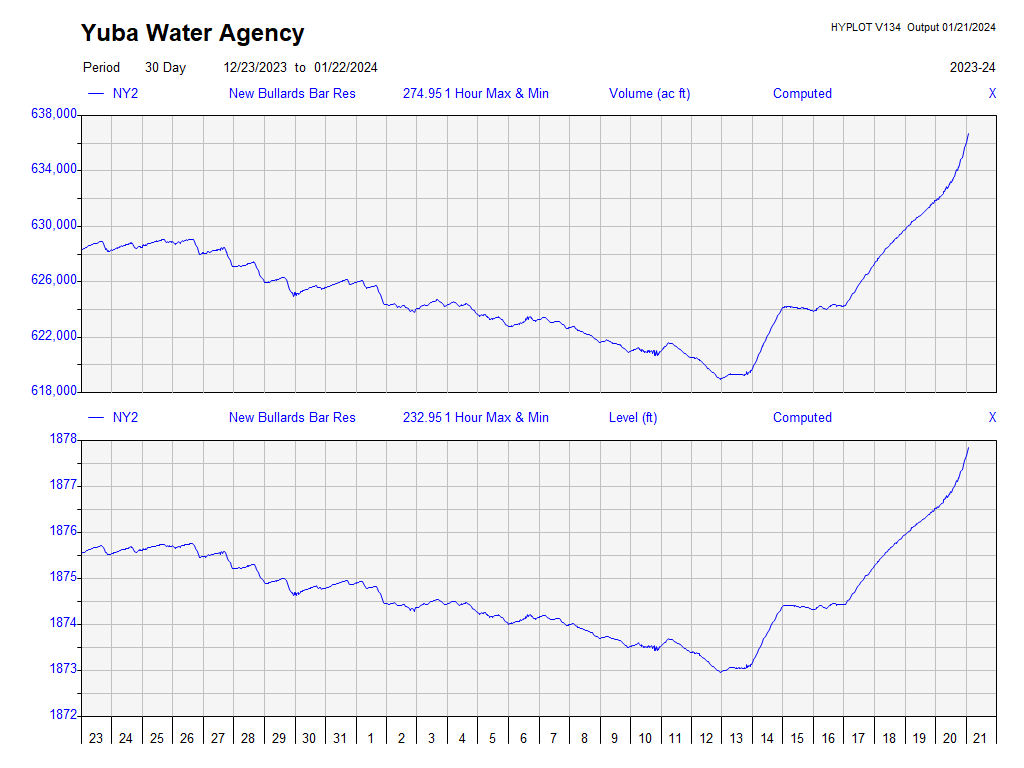 Yuba Water Agency
HYPLOT V134 Output 01/21/2024
Period 30 Day 12/23/2023 to 01/22/2024 2023-24
NY2 New Bullards Bar Res 274.95 1 Hour Max & Min Volume (ac ft) Computed X
638,000
634,000
630,000
626,000
622,000
618,000
NY2 New Bullards Bar Res 232.95 1 Hour Max & Min Level (ft) Computed X
1878
1877
1876
1875
1874
1873
1872
23 24 25 26 27 28 29 30 31 1 2 3 4 5 6 7 8 9 10 11 12 13 14 15 16 17 18 19 20 21